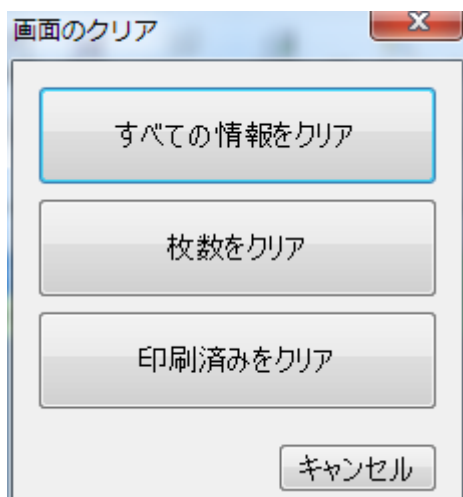 画面のクリア
すべての情報をクリア
枚数をクリア
印刷済みをクリア
キャンセル